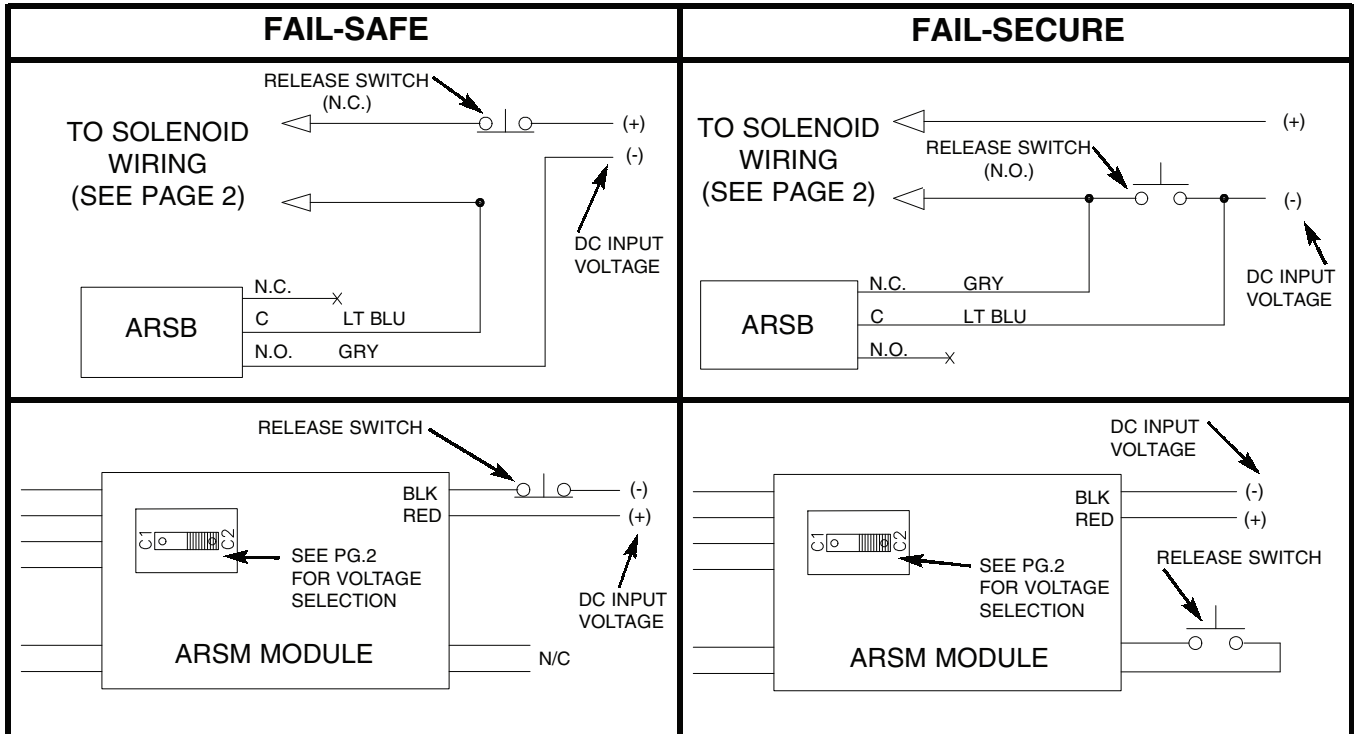 FAIL-SAFE
FAIL-SECURE
RELEASE SWITCH
(N.C.)
TO SOLENOID
WIRING
(SEE PAGE 2)
(+)
(-)
DC INPUT
VOLTAGE
N.C.
C LT BLU
N.O. GRY
ARSB
TO SOLENOID
WIRING
(SEE PAGE 2)
RELEASE SWITCH
(N.O.)
(+)
(-)
DC INPUT
VOLTAGE
N.C. GRY
C LT BLU
N.O.
ARSB
RELEASE SWITCH
BLK
RED
(-)
(+)
C1
C2
SEE PG.2
FOR VOLTAGE
SELECTION
DC INPUT
VOLTAGE
ARSM MODULE
N/C
DC INPUT
VOLTAGE
BLK
RED
(-)
(+)
C1
C2
SEE PG.2
FOR VOLTAGE
SELECTION
RELEASE SWITCH
ARSM MODULE